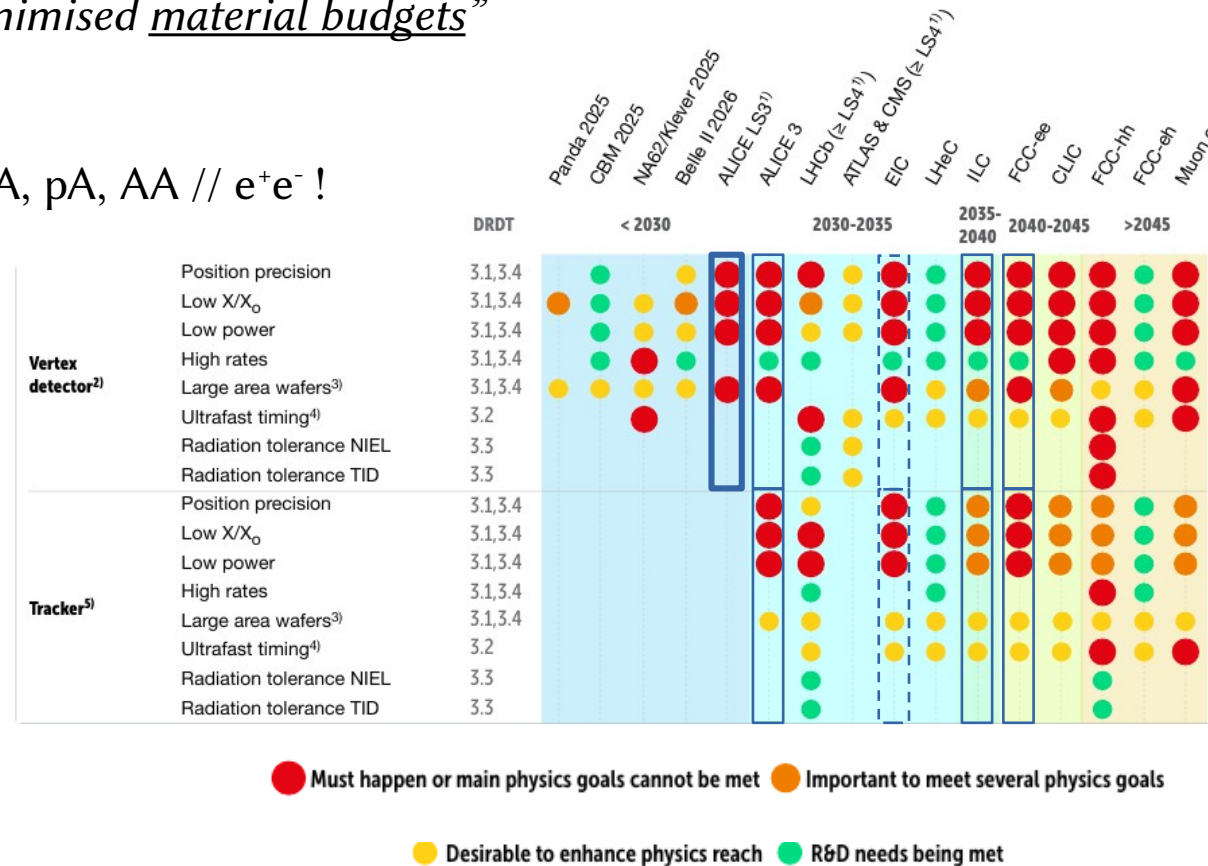 nimised material budgets”
A, pA, AA // e⁺e⁻ !
Panda 2025
CBM 2025
NA62/Klever 2025
Belle II 2026
ALICE LS3¹⁾
ALICE 3
LHCb (≥ LS4¹⁾)
ATLAS & CMS (≥ LS4¹⁾)
EIC
LHeC
ILC
FCC-ee
CLIC
FCC-hh
FCC-eh
Muon
DRDT < 2030 2030-2035 2035-2040 2040-2045 >2045
Vertex detector²⁾
Position precision 3.1,3.4
Low X/Xₒ 3.1,3.4
Low power 3.1,3.4
High rates 3.1,3.4
Large area wafers³⁾ 3.1,3.4
Ultrafast timing⁴⁾ 3.2
Radiation tolerance NIEL 3.3
Radiation tolerance TID 3.3
Tracker⁵⁾
Position precision 3.1,3.4
Low X/Xₒ 3.1,3.4
Low power 3.1,3.4
High rates 3.1,3.4
Large area wafers³⁾ 3.1,3.4
Ultrafast timing⁴⁾ 3.2
Radiation tolerance NIEL 3.3
Radiation tolerance TID 3.3
Must happen or main physics goals cannot be met Important to meet several physics goals
Desirable to enhance physics reach R&D needs being met